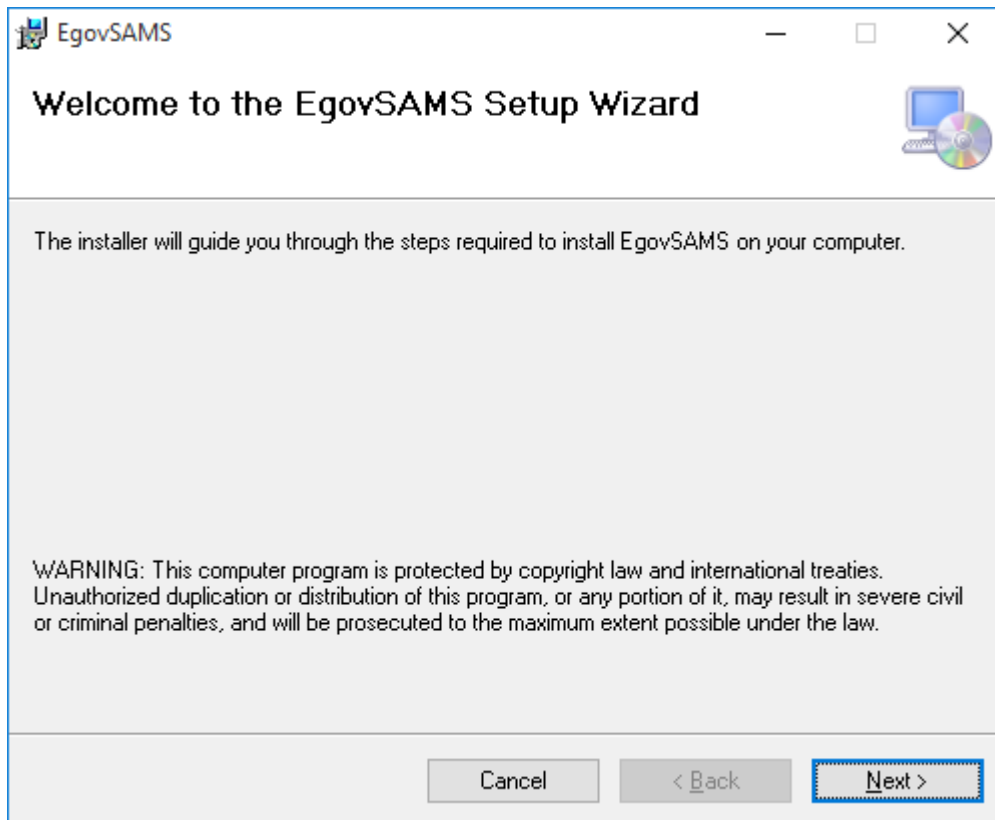 EgovSAMS
Welcome to the EgovSAMS Setup Wizard
The installer will guide you through the steps required to install EgovSAMS on your computer.
WARNING: This computer program is protected by copyright law and international treaties.
Unauthorized duplication or distribution of this program, or any portion of it, may result in severe civil
or criminal penalties, and will be prosecuted to the maximum extent possible under the law.
Cancel < Back Next >